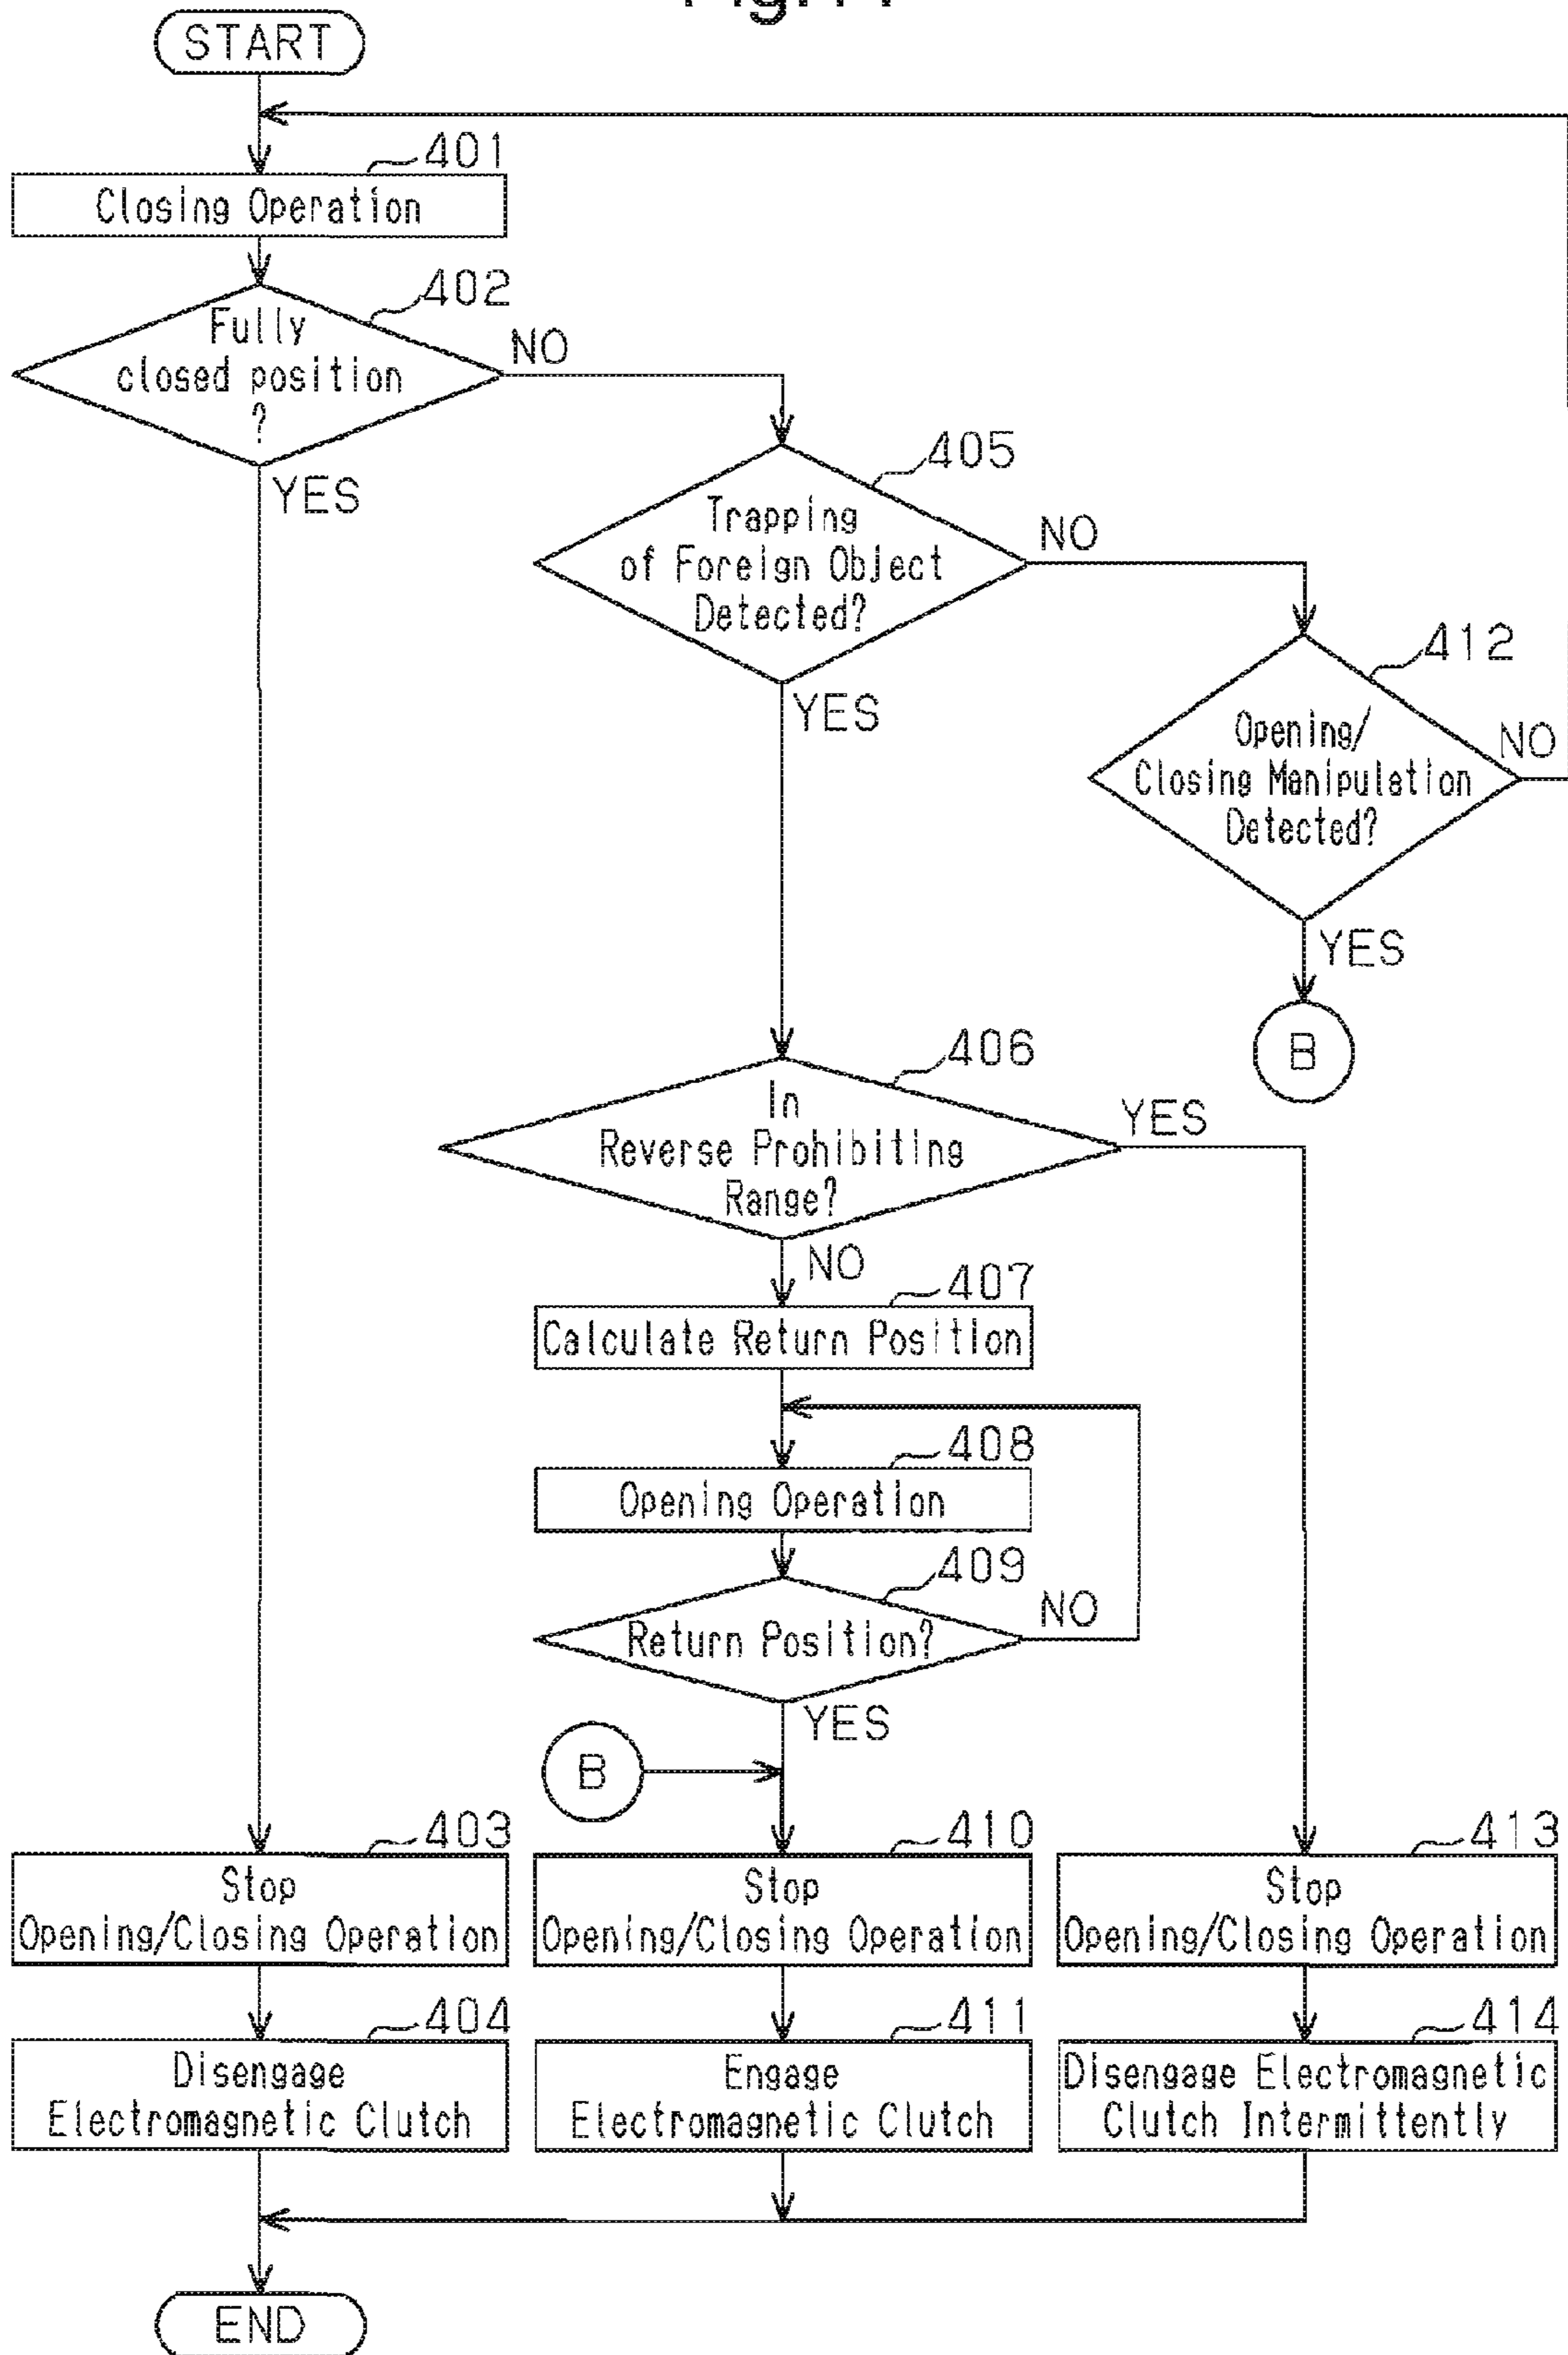 START
401
Closing Operation
402
Fully
closed position
?
NO
YES
405
Trapping
of Foreign Object
Detected?
NO
YES
412
Opening/
Closing Manipulation
Detected?
NO
YES
B
406
In
Reverse Prohibiting
Range?
YES
NO
407
Calculate Return Position
408
Opening Operation
409
Return Position?
NO
YES
B
403
Stop
Opening/Closing Operation
410
Stop
Opening/Closing Operation
413
Stop
Opening/Closing Operation
404
Disengage
Electromagnetic Clutch
411
Engage
Electromagnetic Clutch
414
Disengage Electromagnetic
Clutch Intermittently
END